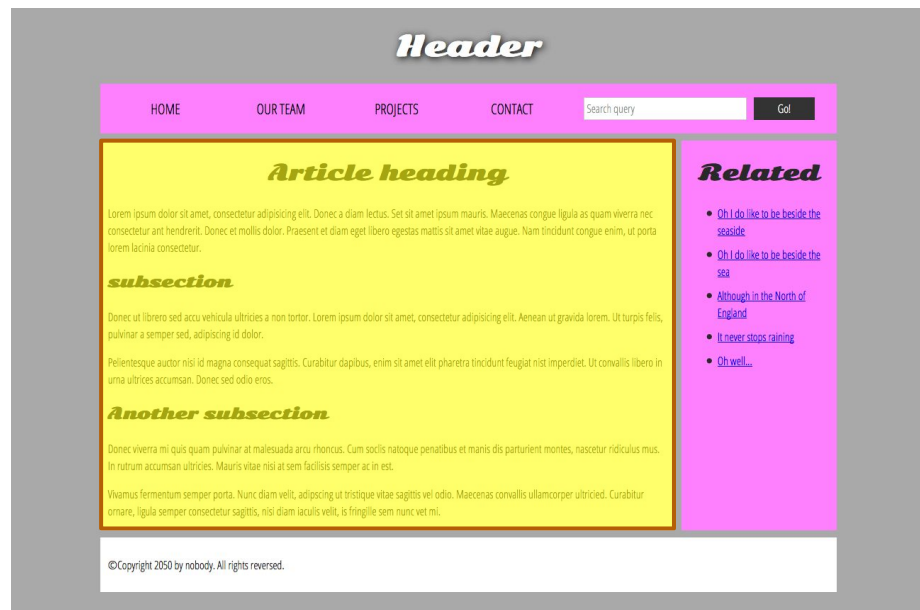 Header
HOME OUR TEAM PROJECTS CONTACT Search query Go!
Article heading
Lorem ipsum dolor sit amet, consectetur adipisicing elit. Donec a diam lectus. Set sit amet ipsum mauris. Maecenas congue ligula as quam viverra nec
consectetur ant hendrerit. Donec et mollis dolor. Praesent et diam eget libero egestas mattis sit amet vitae augue. Nam tincidunt congue enim, ut porta
lorem lacinia consectetur.
subsection
Donec ut librero sed accu vehicula ultricies a non tortor. Lorem ipsum dolor sit amet, consectetur adipisicing elit. Aenean ut gravida lorem. Ut turpis felis,
pulvinar a semper sed, adipiscing id dolor.
Pelientesque auctor nisi id magna consequat sagittis. Curabitur dapibus, enim sit amet elit pharetra tincidunt feugiat nist imperdiet. Ut convallis libero in
urna ultrices accumsan. Donec sed odio eros.
Another subsection
Donec viverra mi quis quam pulvinar at malesuada arcu rhoncus. Cum soclis natoque penatibus et manis dis parturient montes, nascetur ridiculus mus.
In rutrum accumsan ultricies. Mauris vitae nisi at sem facilisis semper ac in est.
Vivamus fermentum semper porta. Nunc diam velit, adipscing ut tristique vitae sagittis vel odio. Maecenas convallis ullamcorper ultricied. Curabitur
ornare, ligula semper consectetur sagittis, nisi diam iaculis velit, is fringille sem nunc vet mi.
Related
Oh I do like to be beside the
seaside
Oh I do like to be beside the
sea
Although in the North of
England
It never stops raining
Oh well...
©Copyright 2050 by nobody. All rights reversed.